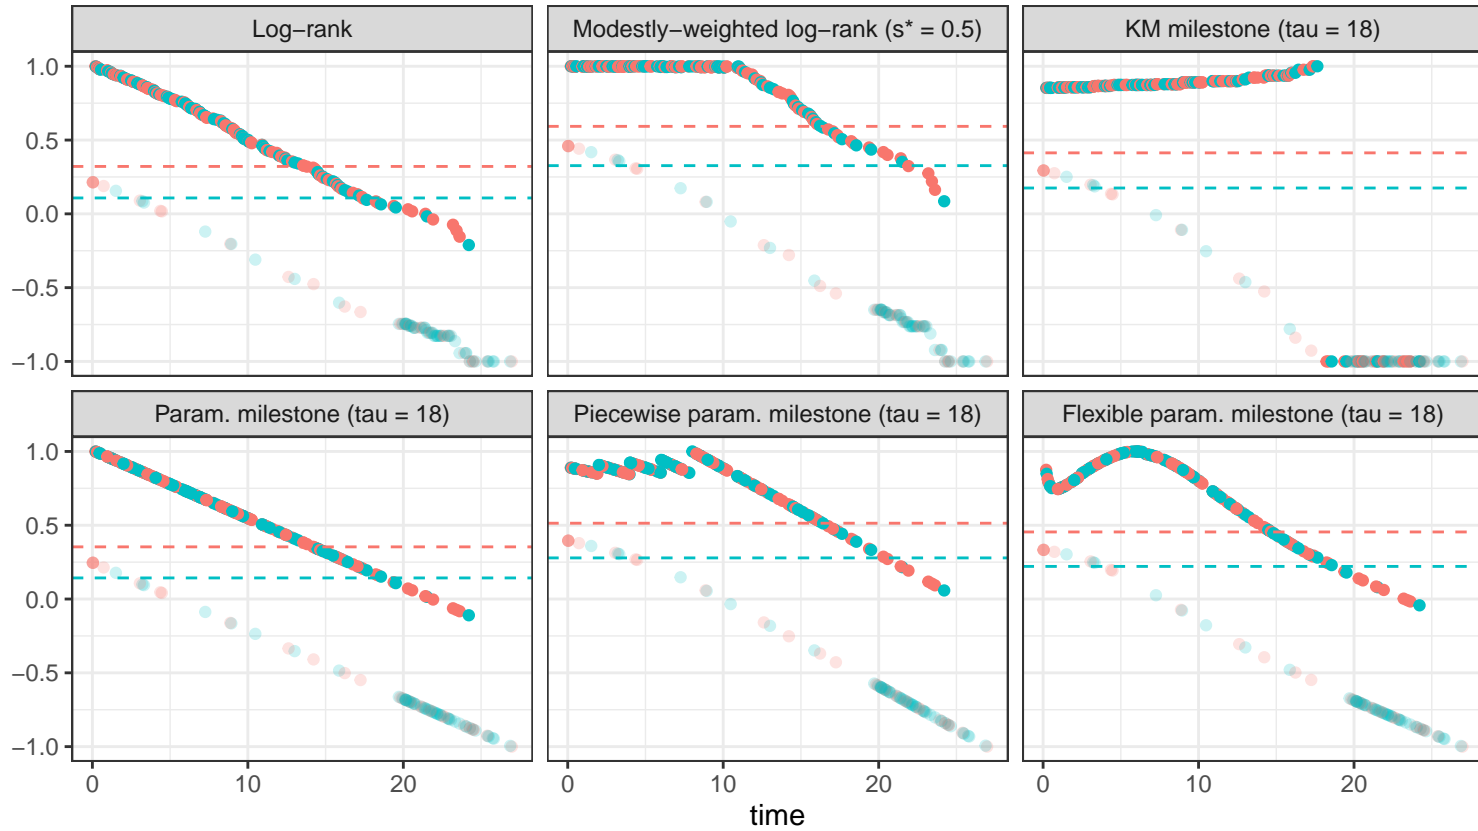 Log−rank
Modestly−weighted log−rank (s* = 0.5)
KM milestone (tau = 18)
1.0
0.5
0.0
−0.5
−1.0
Param. milestone (tau = 18)
Piecewise param. milestone (tau = 18)
Flexible param. milestone (tau = 18)
1.0
0.5
0.0
−0.5
−1.0
0 10 20 0 10 20 0 10 20
time